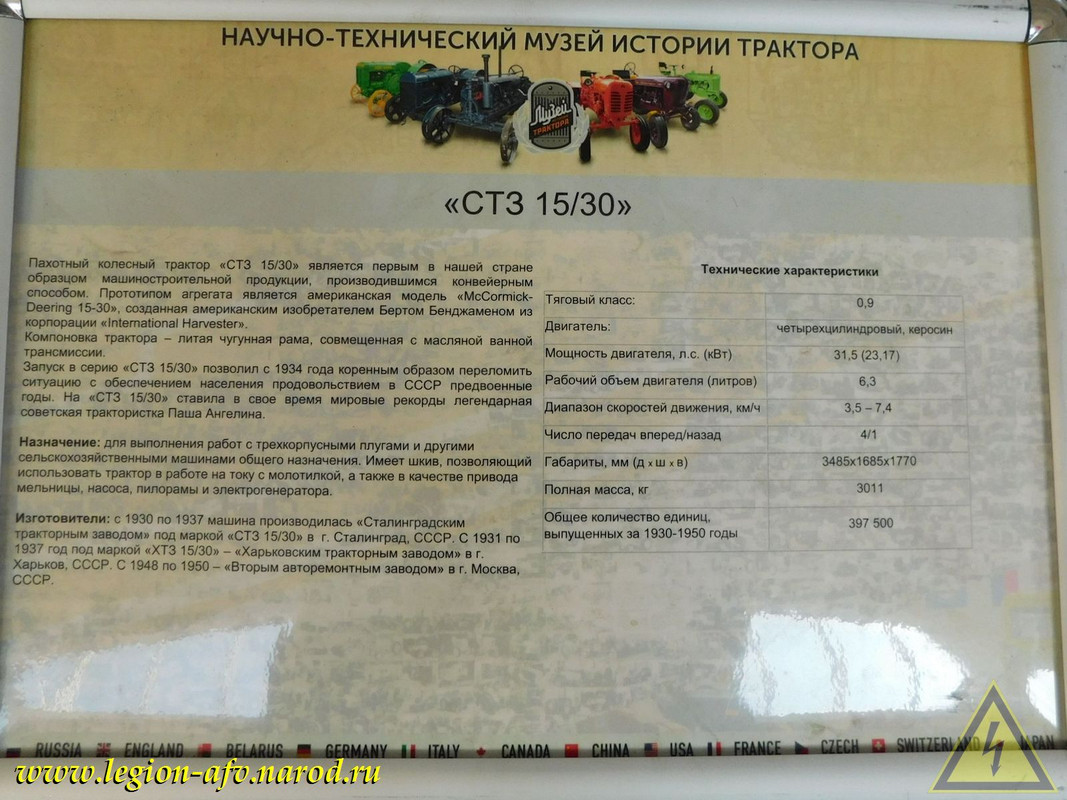 НАУЧНО-ТЕХНИЧЕСКИЙ МУЗЕЙ ИСТОРИИ ТРАКТОРА
Музей
ТРАКТОРА
«СТЗ 15/30»
Пахотный колесный трактор «СТЗ 15/30» является первым в нашей стране
образцом машиностроительной продукции, производившимся конвейерным
способом. Прототипом агрегата является американская модель «McCormick-
Deering 15-30», созданная американским изобретателем Бертом Бенджаменом из
корпорации «International Harvester».
Компоновка трактора – литая чугунная рама, совмещенная с масляной ванной
трансмиссии.
Запуск в серию «СТЗ 15/30» позволил с 1934 года коренным образом переломить
ситуацию с обеспечением населения продовольствием в СССР предвоенные
годы. На «СТЗ 15/30» ставила в свое время мировые рекорды легендарная
советская трактористка Паша Ангелина.
Назначение: для выполнения работ с трехкорпусными плугами и другими
сельскохозяйственными машинами общего назначения. Имеет шкив, позволяющий
использовать трактор в работе на току с молотилкой, а также в качестве привода
мельницы, насоса, пилорамы и электрогенератора.
Изготовители: с 1930 по 1937 машина производилась «Сталинградским
тракторным заводом» под маркой «СТЗ 15/30» в г. Сталинград, СССР. С 1931 по
1937 год под маркой «ХТЗ 15/30» – «Харьковским тракторным заводом» в г.
Харьков, СССР. С 1948 по 1950 – «Вторым авторемонтным заводом» в г. Москва,
СССР.
Технические характеристики
Тяговый класс: 0,9
Двигатель: четырехцилиндровый, керосин
Мощность двигателя, л.с. (кВт) 31,5 (23,17)
Рабочий объем двигателя (литров) 6,3
Диапазон скоростей движения, км/ч 3,5 – 7,4
Число передач вперед/назад 4/1
Габариты, мм (д х ш х в) 3485х1685х1770
Полная масса, кг 3011
Общее количество единиц,
выпущенных за 1930-1950 годы 397 500
RUSSIA ENGLAND BELARUS GERMANY ITALY CANADA CHINA USA FRANCE CZECH SWITZERLAND JAPAN
www.legion-afv.narod.ru